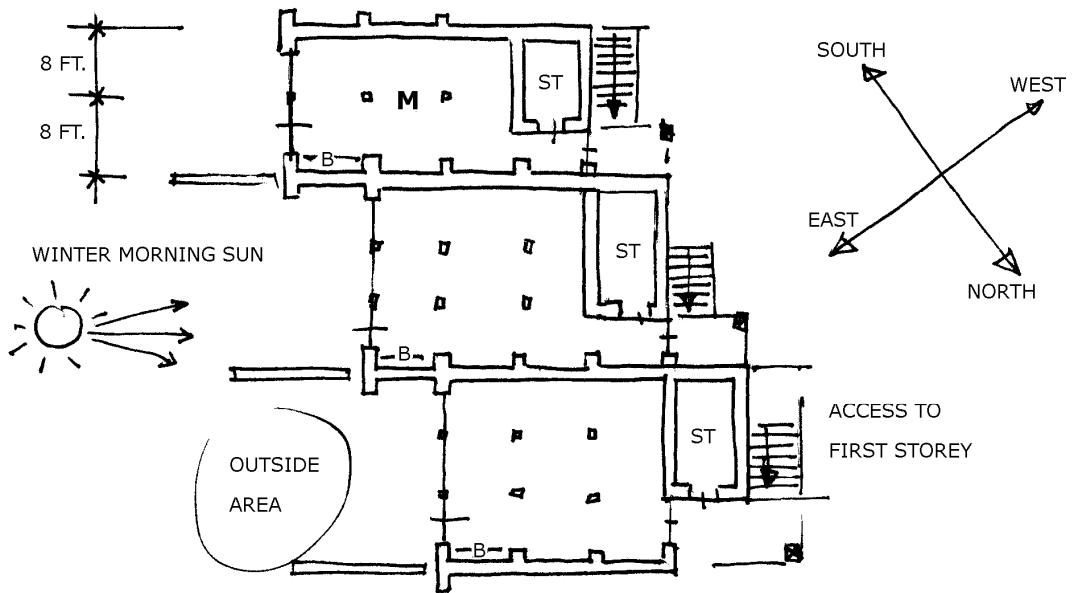 8 FT.
8 FT.
M
ST
B
SOUTH
WEST
EAST
NORTH
WINTER MORNING SUN
ST
B
OUTSIDE
AREA
ST
B
ACCESS TO
FIRST STOREY